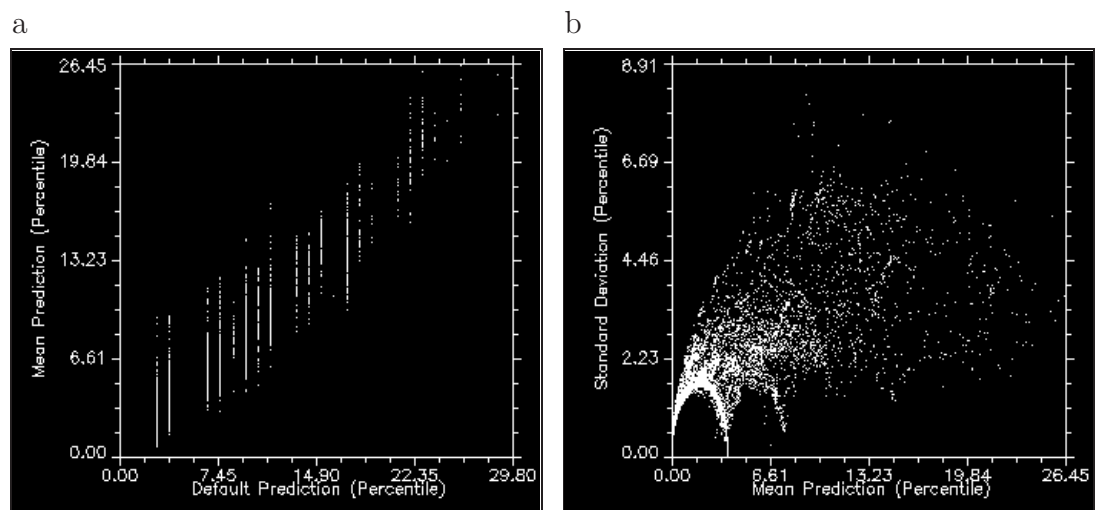 a
26.45
19.84
13.23
6.61
0.00
Mean Prediction (Percentile)
0.00 7.45 14.90 22.35 29.80
Default Prediction (Percentile)
b
8.91
6.69
4.46
2.23
0.00
Standard Deviation (Percentile)
0.00 6.61 13.23 19.84 26.45
Mean Prediction (Percentile)